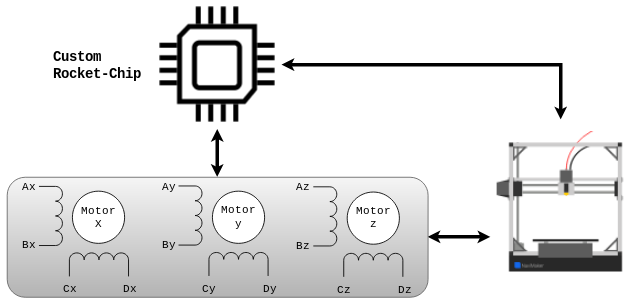 Custom
Rocket-Chip
Ax
Bx
Motor
X
Cx
Dx
Ay
By
Motor
y
Cy
Dy
Az
Bz
Motor
z
Cz
Dz